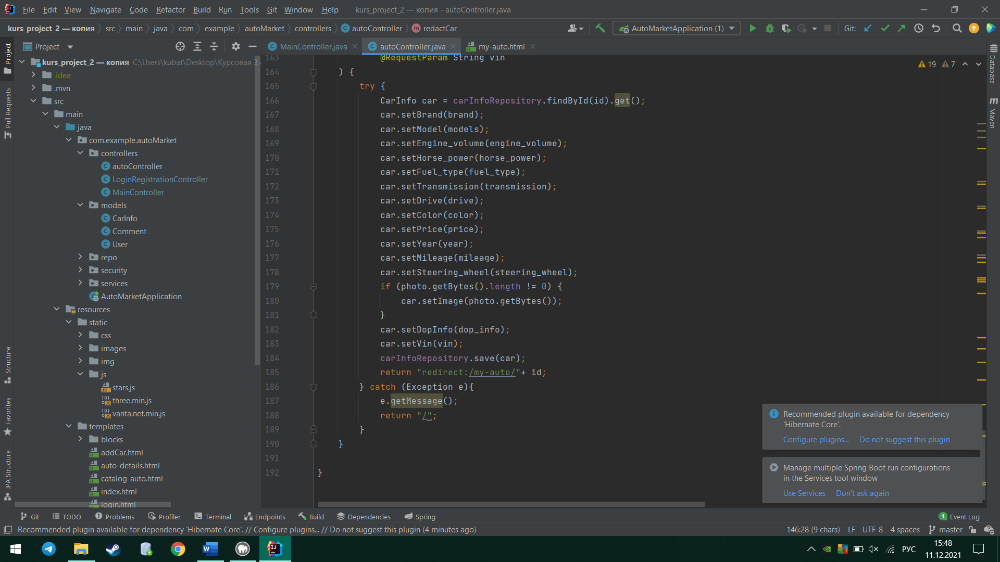 File Edit View Navigate Code Refactor Build Run Tools Git Window Help kurs_project_2 — копия - autoController.java
kurs_project_2 — копия src main java com example autoMarket controllers autoController redactCar AutoMarketApplication (1) Git:
Project
MainController.java autoController.java my-auto.html
kurs_project_2 — копия C:\Users\kubat\Desktop\Курсовая 3
.idea
.mvn
src
main
java
com.example.autoMarket
controllers
autoController
LoginRegistrationController
MainController
models
CarInfo
Comment
User
repo
security
services
AutoMarketApplication
resources
static
css
images
img
js
stars.js
three.min.js
vanta.net.min.js
templates
blocks
addCar.html
auto-details.html
catalog-auto.html
index.html
login.html
Project
Pull Requests
Structure
Favorites
JPA Structure
19 7
163 @RequestParam String vin
164 ) {
165 try {
166 CarInfo car = carInfoRepository.findById(id).get();
167 car.setBrand(brand);
168 car.setModel(models);
169 car.setEngine_volume(engine_volume);
170 car.setHorse_power(horse_power);
171 car.setFuel_type(fuel_type);
172 car.setTransmission(transmission);
173 car.setDrive(drive);
174 car.setColor(color);
175 car.setPrice(price);
176 car.setYear(year);
177 car.setMileage(mileage);
178 car.setSteering_wheel(steering_wheel);
179 if (photo.getBytes().length != 0) {
180 car.setImage(photo.getBytes());
181 }
182 car.setDopInfo(dop_info);
183 car.setVin(vin);
184 carInfoRepository.save(car);
185 return "redirect:/my-auto/"+ id;
186 } catch (Exception e){
187 e.getMessage();
188 return "/";
189 }
190 }
191
192 }
Database
Maven
Recommended plugin available for dependency
'Hibernate Core'.
Configure plugins... Do not suggest this plugin
Manage multiple Spring Boot run configurations
in the Services tool window
Use Services Don't ask again
Git TODO Problems Profiler Terminal Endpoints Build Dependencies Spring 1 Event Log
Recommended plugin available for dependency 'Hibernate Core'. // Configure plugins... // Do not suggest this plugin (4 minutes ago) 146:28 (9 chars) LF UTF-8 4 spaces master
РУС
15:48
11.12.2021